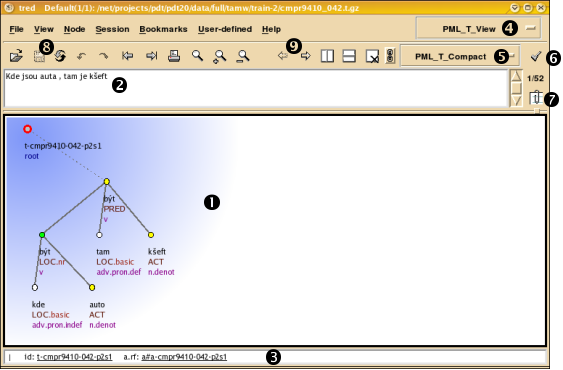 tred Default(1/1): /net/projects/pdt/pdt20/data/full/tamw/train-2/cmpr9410_042.t.gz
File View Node Session Bookmarks User-defined Help
PML_T_View 4
8 9
PML_T_Compact 5 6
Kde jsou auta , tam je kšeft
2
1/52
7
t-cmpr9410-042-p2s1
root
1
být
PRED
v
být tam kšeft
LOC.nr LOC.basic ACT
v adv.pron.def n.denot
kde auto
LOC.basic ACT
adv.pron.indef n.denot
id: t-cmpr9410-042-p2s1 a.rf: a#a-cmpr9410-042-p2s1 3